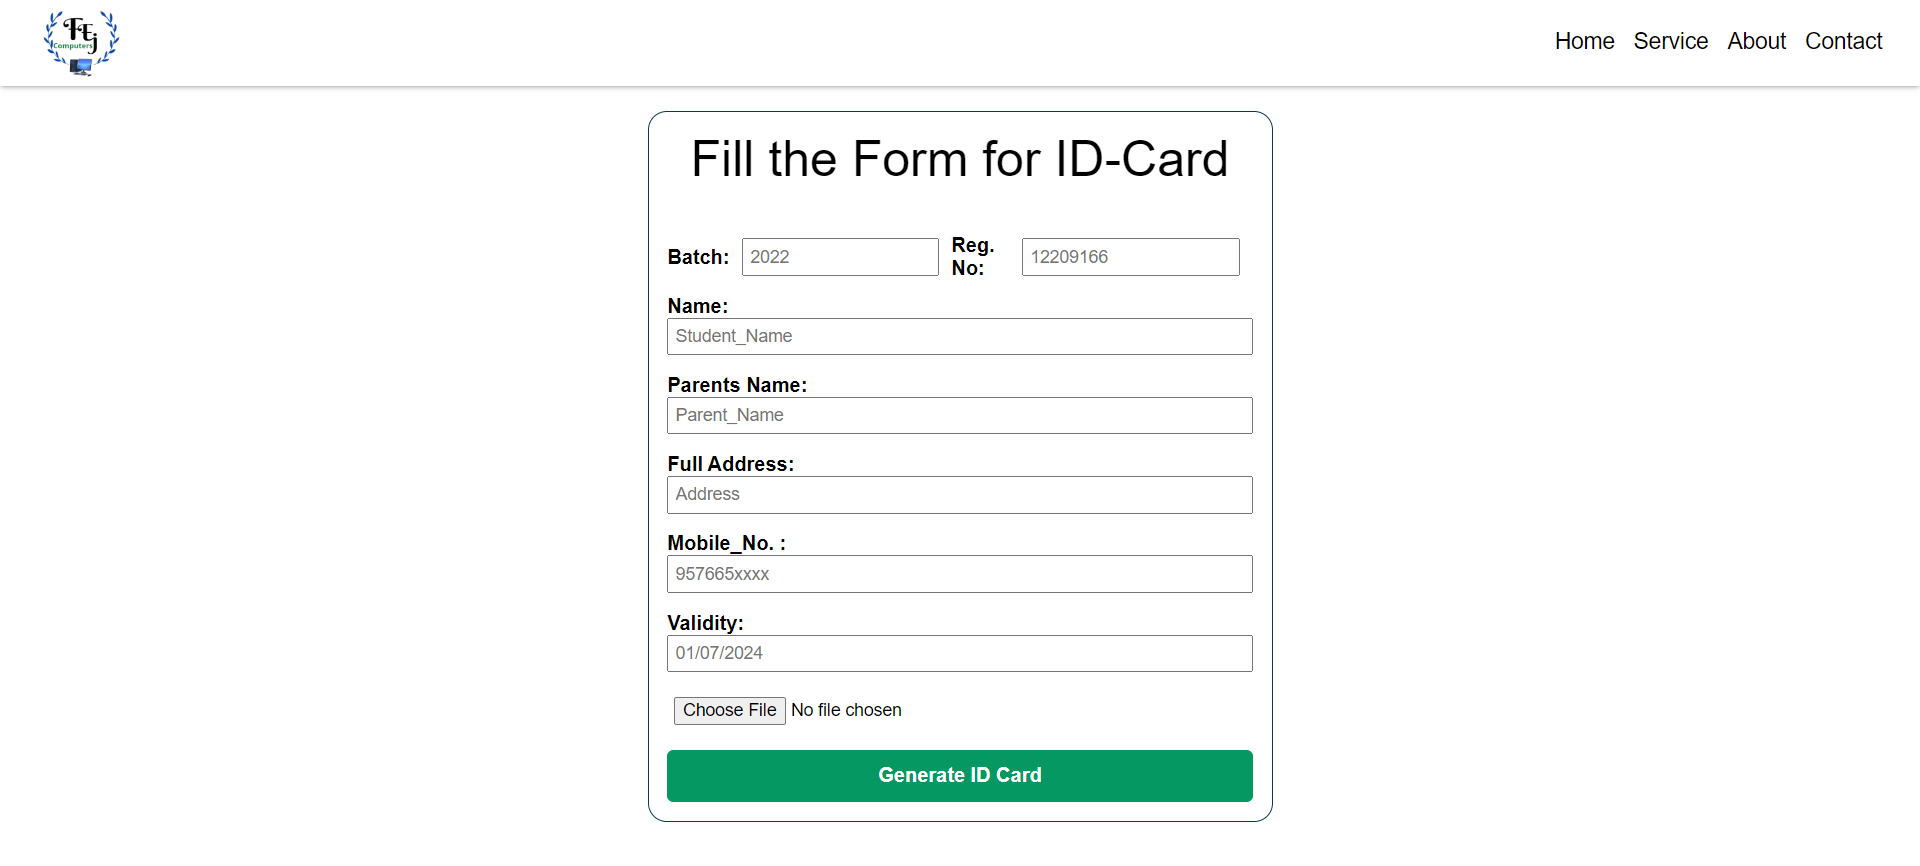 FEj
Computers
Home Service About Contact
Fill the Form for ID-Card
Batch: 2022 Reg. No: 12209166
Name:
Student_Name
Parents Name:
Parent_Name
Full Address:
Address
Mobile_No. :
957665xxxx
Validity:
01/07/2024
Choose File No file chosen
Generate ID Card